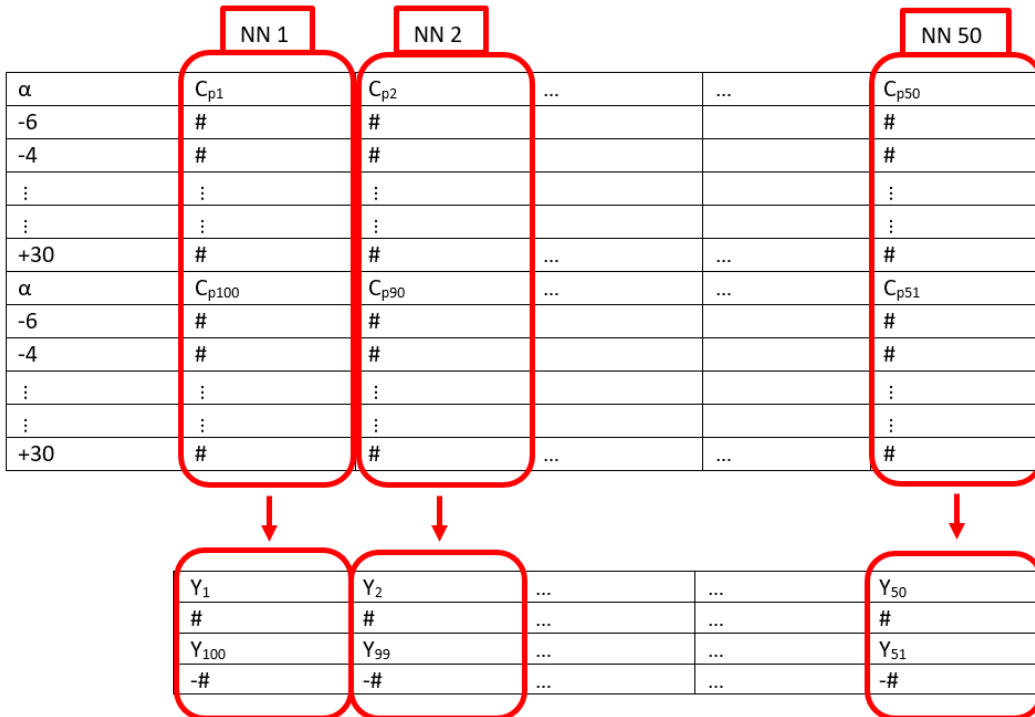 NN 1 NN 2 NN 50
α Cp1 Cp2 ... ... Cp50
-6 # # #
-4 # # #
⋮ ⋮ ⋮ ⋮
⋮ ⋮ ⋮ ⋮
+30 # # ... ... #
α Cp100 Cp90 ... ... Cp51
-6 # # #
-4 # # #
⋮ ⋮ ⋮ ⋮
⋮ ⋮ ⋮ ⋮
+30 # # ... ... #
Y1 Y2 ... ... Y50
# # ... ... #
Y100 Y99 ... ... Y51
-# -# ... ... -#